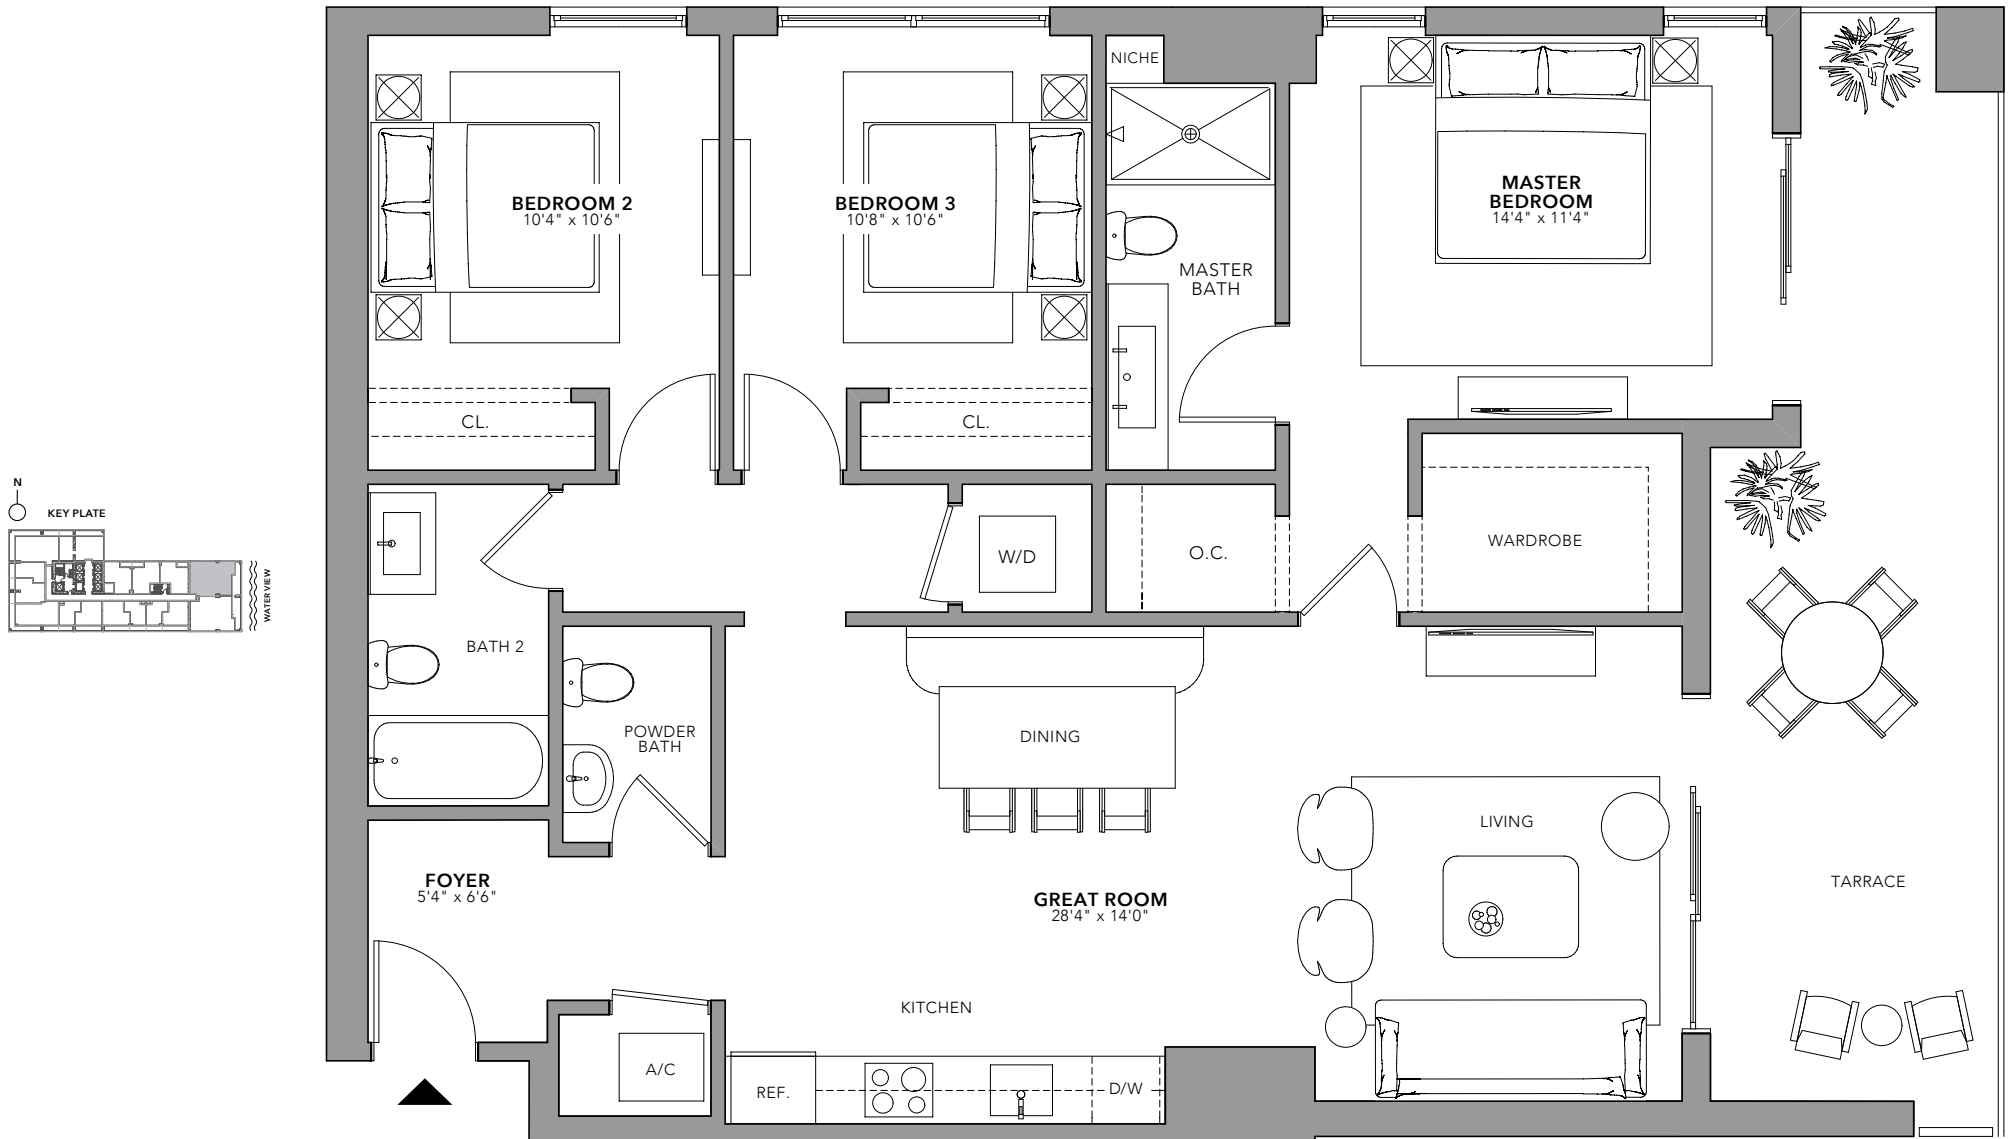 NICHE
MASTER
BEDROOM
14'4" x 11'4"
BEDROOM 2
10'4" x 10'6"
BEDROOM 3
10'8" x 10'6"
MASTER
BATH
CL.
CL.
N
KEY PLATE
WATER VIEW
W/D
O.C.
WARDROBE
BATH 2
POWDER
BATH
DINING
LIVING
FOYER
5'4" x 6'6"
GREAT ROOM
28'4" x 14'0"
TARRACE
KITCHEN
A/C
REF.
D/W